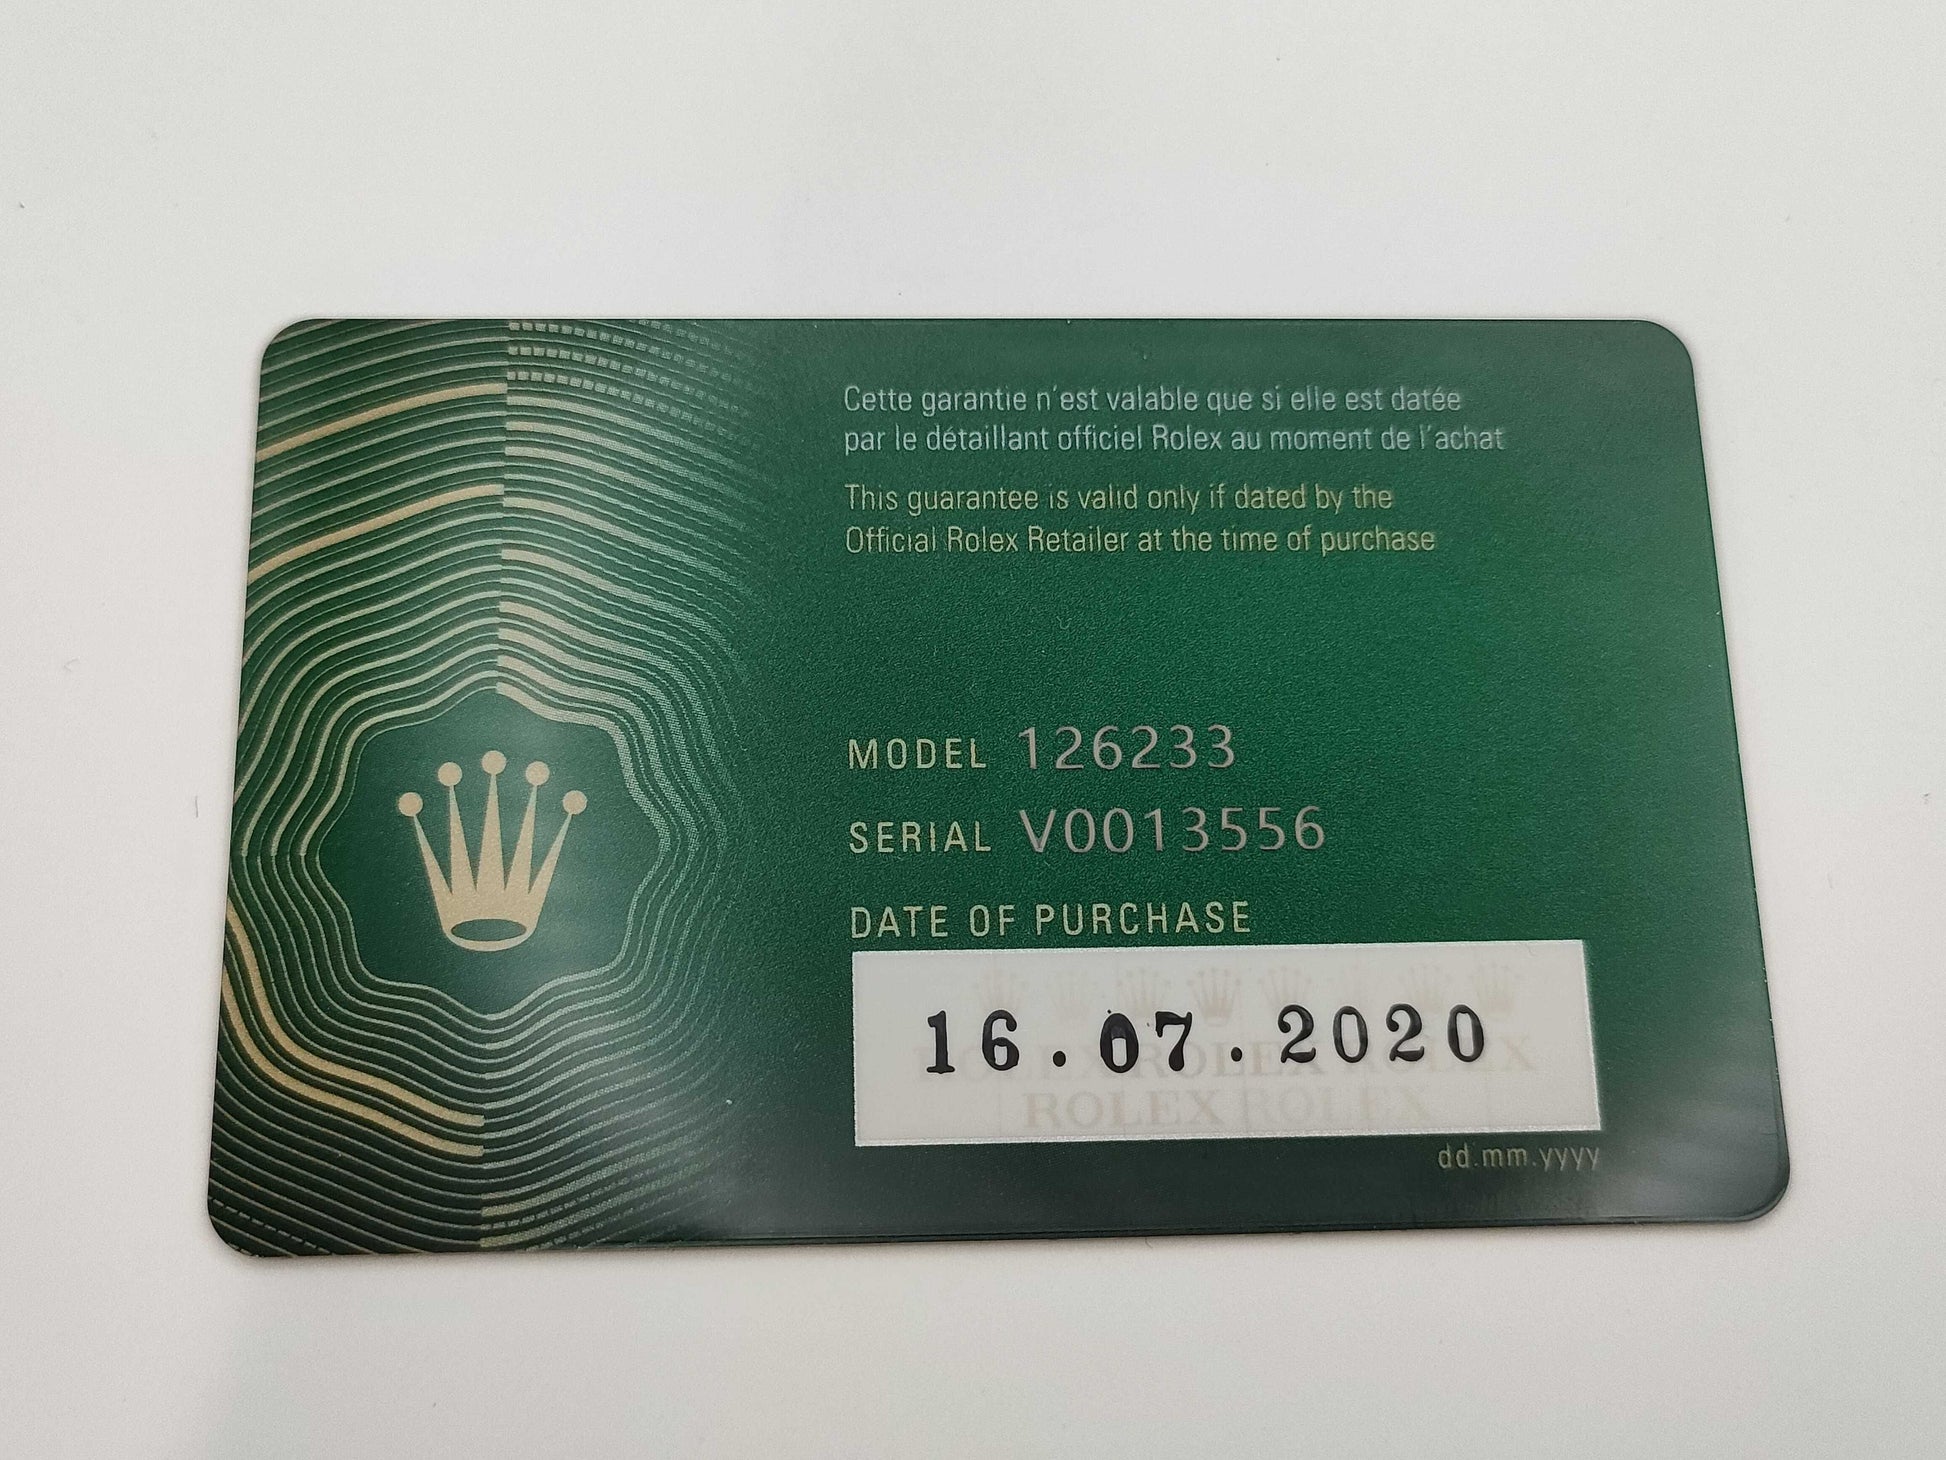 Cette garantie n'est valable que si elle est datée
par le détaillant officiel Rolex au moment de l'achat
This guarantee is valid only if dated by the
Official Rolex Retailer at the time of purchase
MODEL 126233
SERIAL V0013556
DATE OF PURCHASE
16.07.2020
ROLEX ROLEX ROLEX
ROLEX ROLEX
dd.mm.yyyy